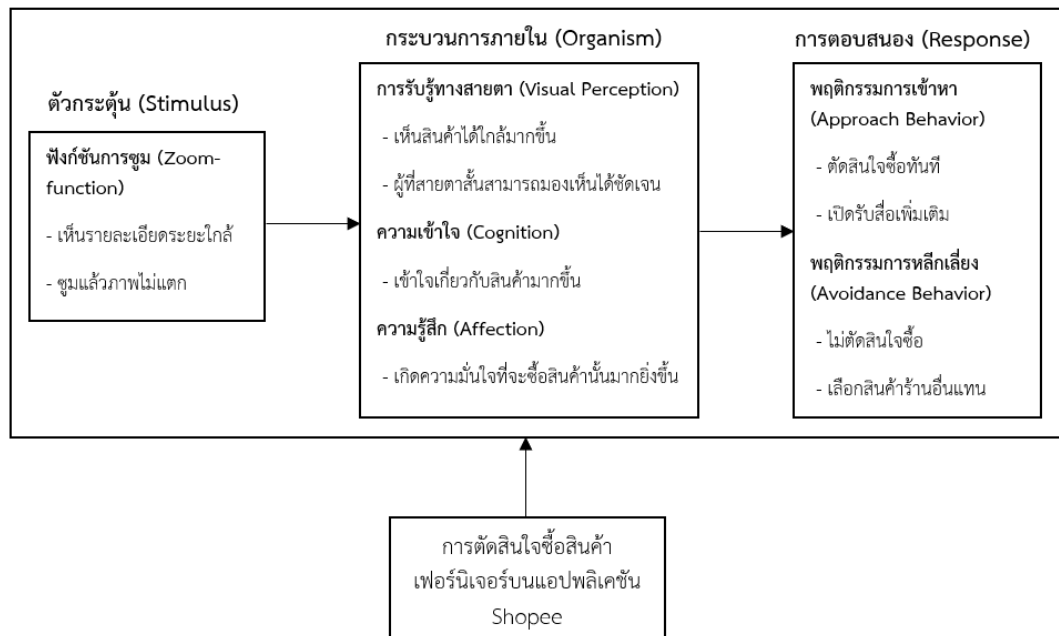 ตัวกระตุ้น (Stimulus)
ฟังก์ชันการซูม (Zoom-
function)
- เห็นรายละเอียดระยะใกล้
- ซูมแล้วภาพไม่แตก
กระบวนการภายใน (Organism)
การรับรู้ทางสายตา (Visual Perception)
- เห็นสินค้าได้ใกล้มากขึ้น
- ผู้ที่สายตาสั้นสามารถมองเห็นได้ชัดเจน
ความเข้าใจ (Cognition)
- เข้าใจเกี่ยวกับสินค้ามากขึ้น
ความรู้สึก (Affection)
- เกิดความมั่นใจที่จะซื้อสินค้านั้นมากยิ่งขึ้น
การตอบสนอง (Response)
พฤติกรรมการเข้าหา
(Approach Behavior)
- ตัดสินใจซื้อทันที
- เปิดรับสื่อเพิ่มเติม
พฤติกรรมการหลีกเลี่ยง
(Avoidance Behavior)
- ไม่ตัดสินใจซื้อ
- เลือกสินค้าร้านอื่นแทน
การตัดสินใจซื้อสินค้า
เฟอร์นิเจอร์บนแอปพลิเคชัน
Shopee